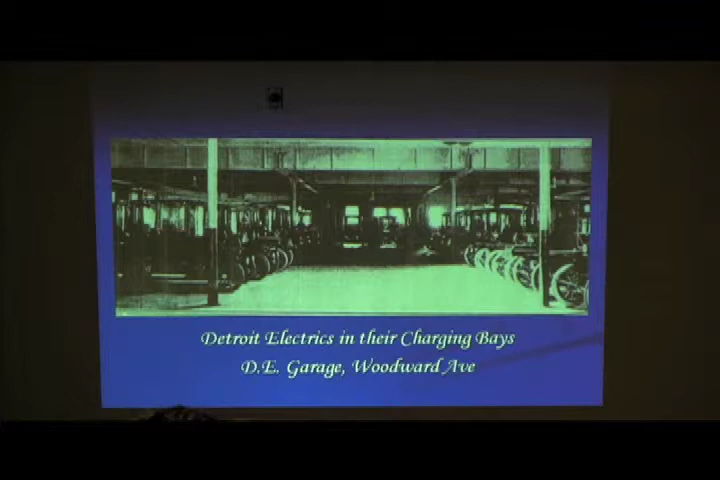 Detroit Electrics in their Charging Bays
D.E. Garage, Woodward Ave